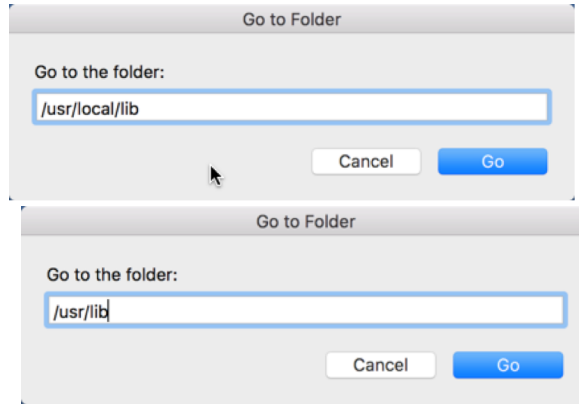 Go to Folder
Go to the folder:
/usr/local/lib
Cancel Go
Go to Folder
Go to the folder:
/usr/lib
Cancel Go